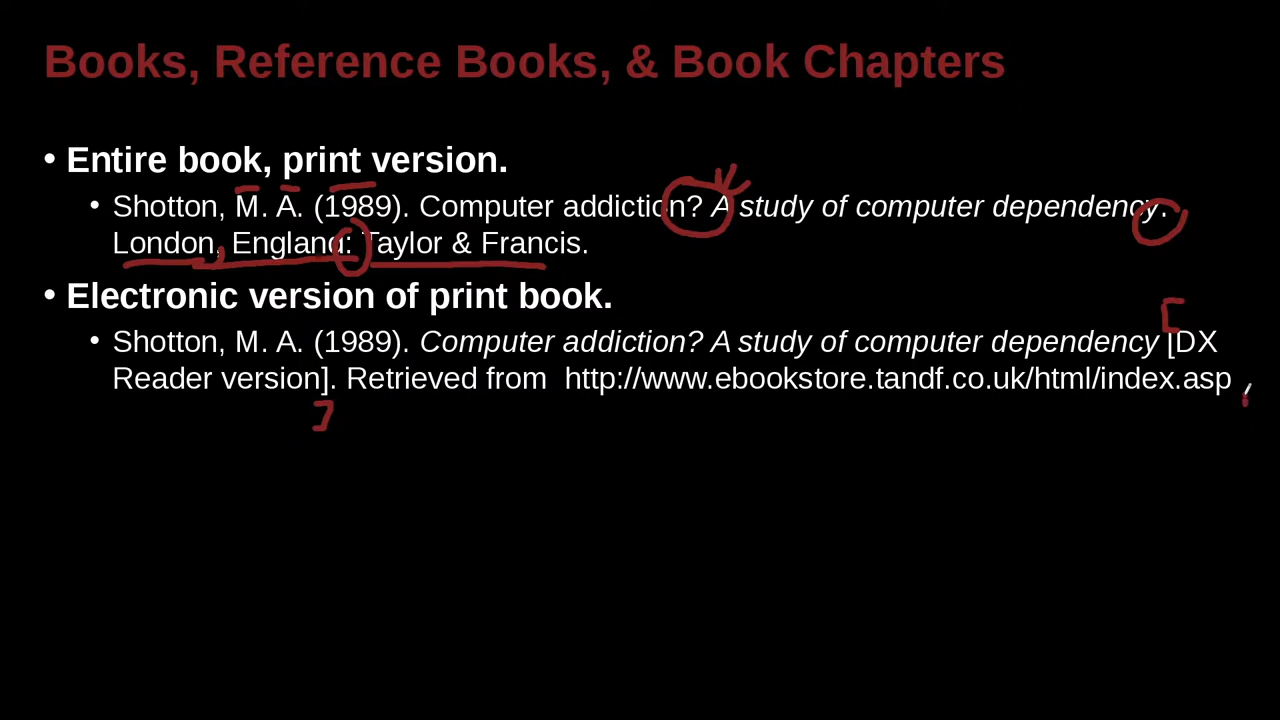 Books, Reference Books, & Book Chapters
• Entire book, print version.
• Shotton, M. A. (1989). Computer addiction? A study of computer dependency.
London, England: Taylor & Francis.
• Electronic version of print book.
• Shotton, M. A. (1989). Computer addiction? A study of computer dependency [DX
Reader version]. Retrieved from http://www.ebookstore.tandf.co.uk/html/index.asp